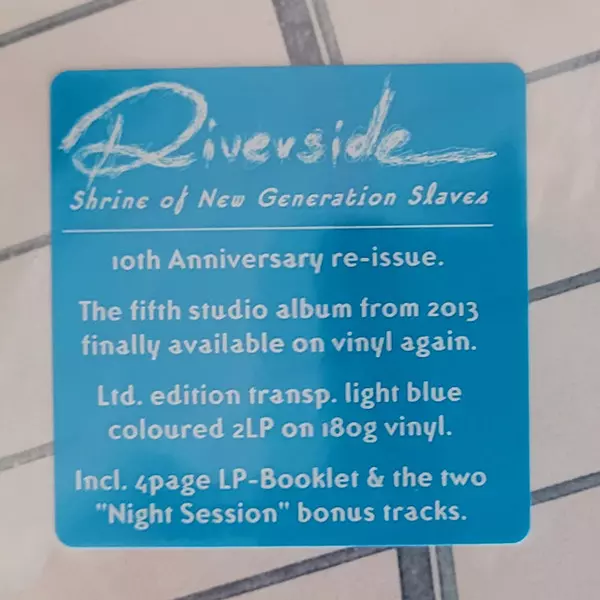 Riverside
Shrine of New Generation Slaves
10th Anniversary re-issue.
The fifth studio album from 2013
finally available on vinyl again.
Ltd. edition transp. light blue
coloured 2LP on 180g vinyl.
Incl. 4page LP-Booklet & the two
"Night Session" bonus tracks.